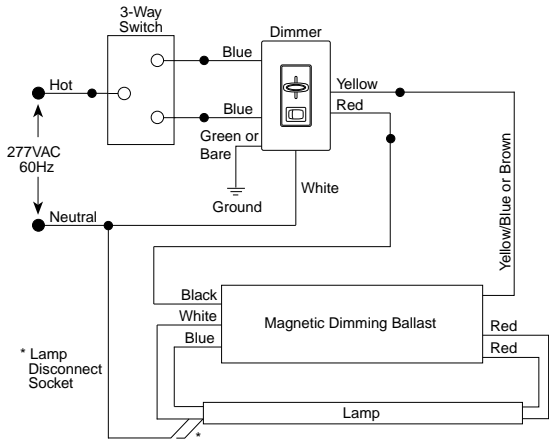 3-Way
Switch
Dimmer
Blue
Hot
Yellow
Red
Blue
Green or
Bare
277VAC
60Hz
White
Ground
Neutral
Yellow/Blue or Brown
Black
White
Magnetic Dimming Ballast
Blue
Red
Red
* Lamp
Disconnect
Socket
Lamp
*